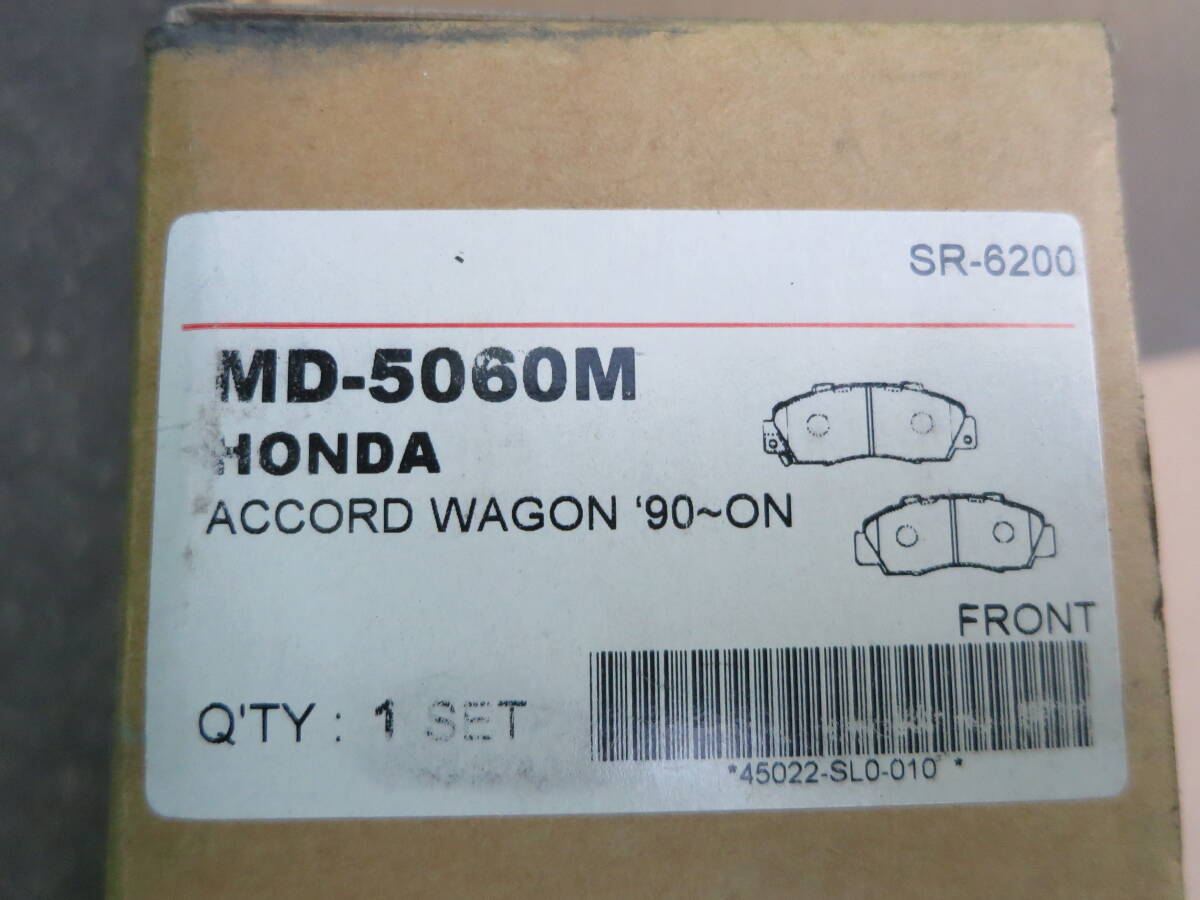 SR-6200
MD-5060M
HONDA
ACCORD WAGON '90~ON
FRONT
Q'TY : 1 SET
*45022-SL0-010 *